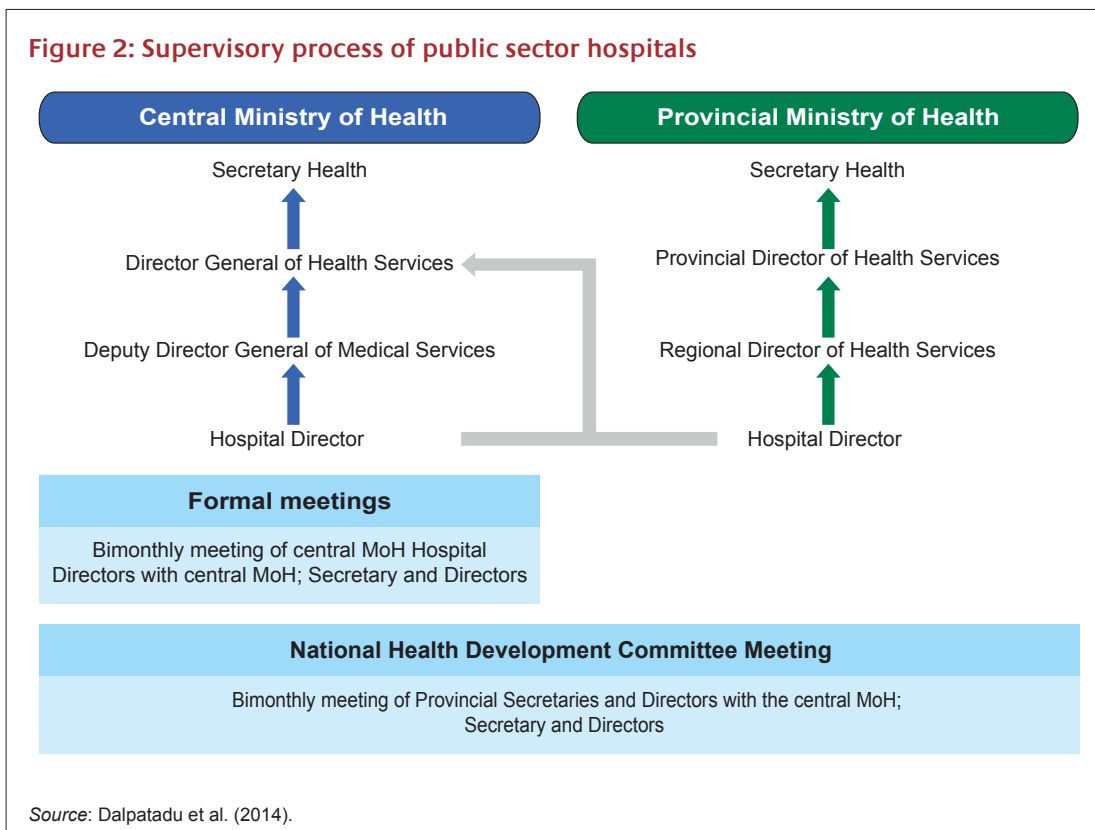 Figure 2: Supervisory process of public sector hospitals
Central Ministry of Health
Secretary Health
Director General of Health Services
Deputy Director General of Medical Services
Hospital Director
Provincial Ministry of Health
Secretary Health
Provincial Director of Health Services
Regional Director of Health Services
Hospital Director
Formal meetings
Bimonthly meeting of central MoH Hospital
Directors with central MoH; Secretary and Directors
National Health Development Committee Meeting
Bimonthly meeting of Provincial Secretaries and Directors with the central MoH;
Secretary and Directors
Source: Dalpatadu et al. (2014).